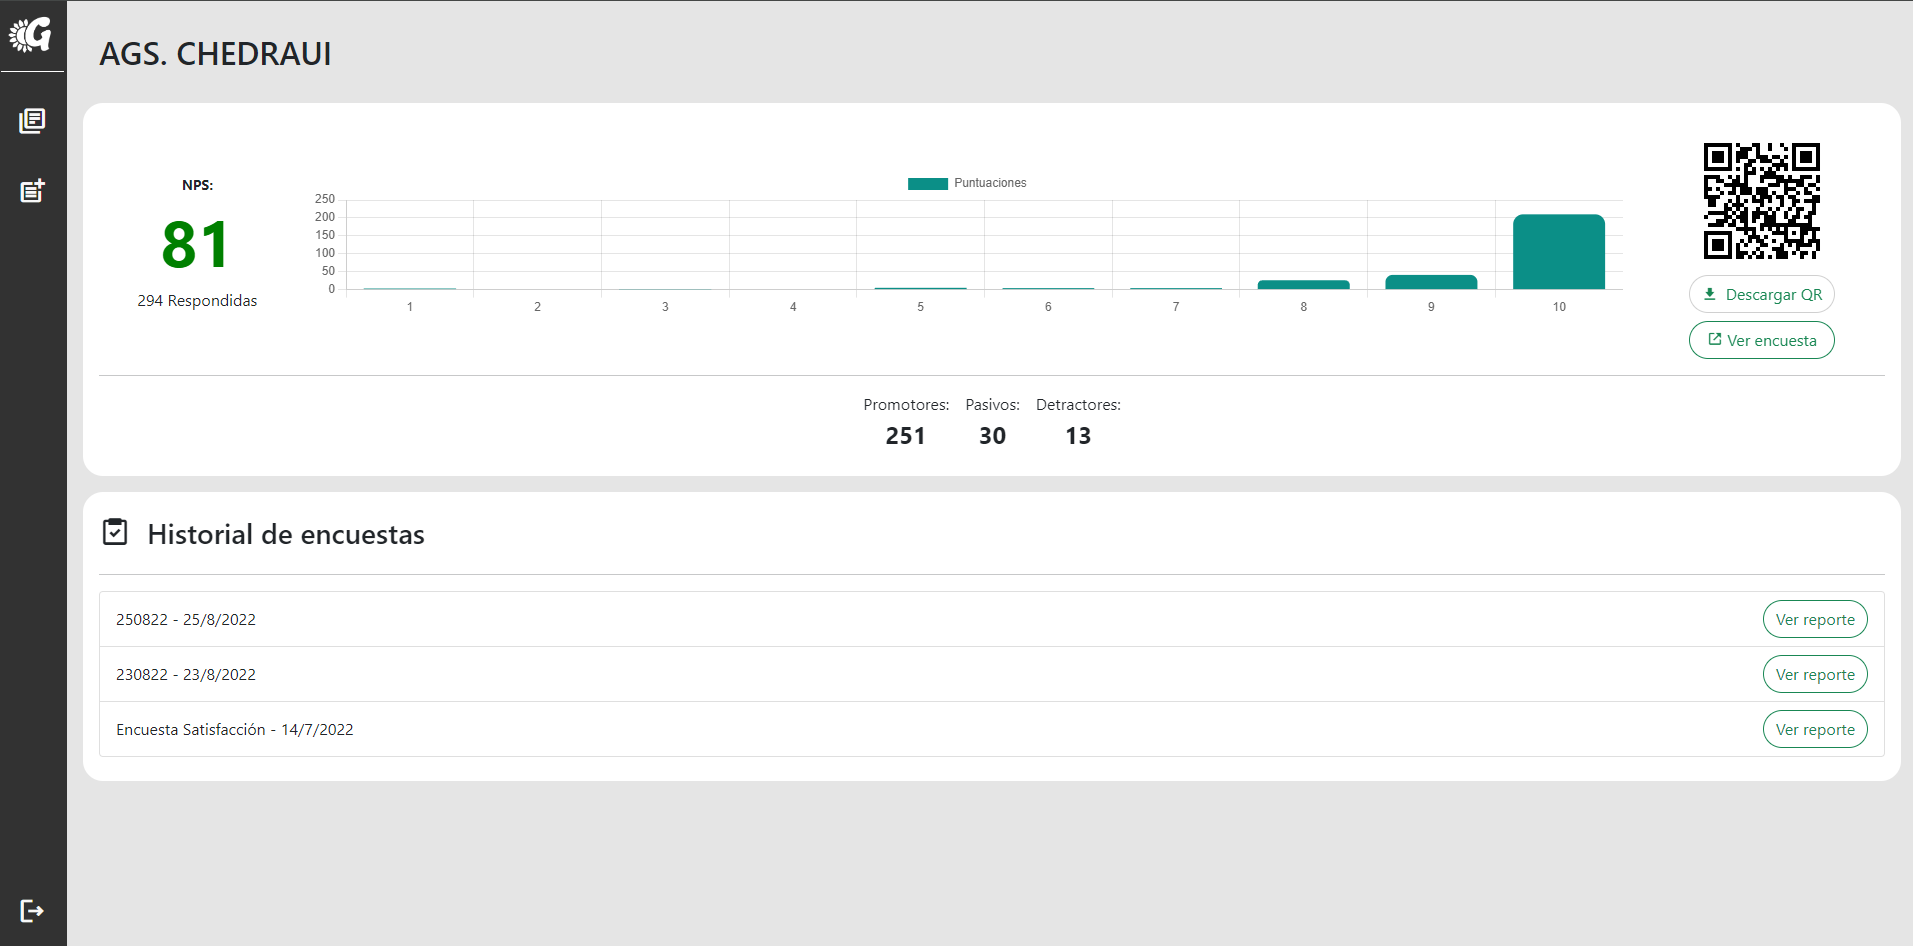 G
AGS. CHEDRAUI
NPS:
81
294 Respondidas
Puntuaciones
250
200
150
100
50
0
1 2 3 4 5 6 7 8 9 10
Descargar QR
Ver encuesta
Promotores: Pasivos: Detractores:
251 30 13
Historial de encuestas
250822 - 25/8/2022 Ver reporte
230822 - 23/8/2022 Ver reporte
Encuesta Satisfacción - 14/7/2022 Ver reporte